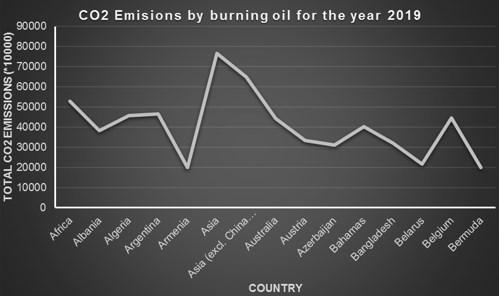 CO2 Emisions by burning oil for the year 2019
TOTAL CO2 EMISSIONS (*10000)
90000
80000
70000
60000
50000
40000
30000
20000
10000
0
Africa
Albania
Algeria
Argentina
Armenia
Asia
Asia (excl. China...
Australia
Austria
Azerbaijan
Bahamas
Bangladesh
Belarus
Belgium
Bermuda
COUNTRY